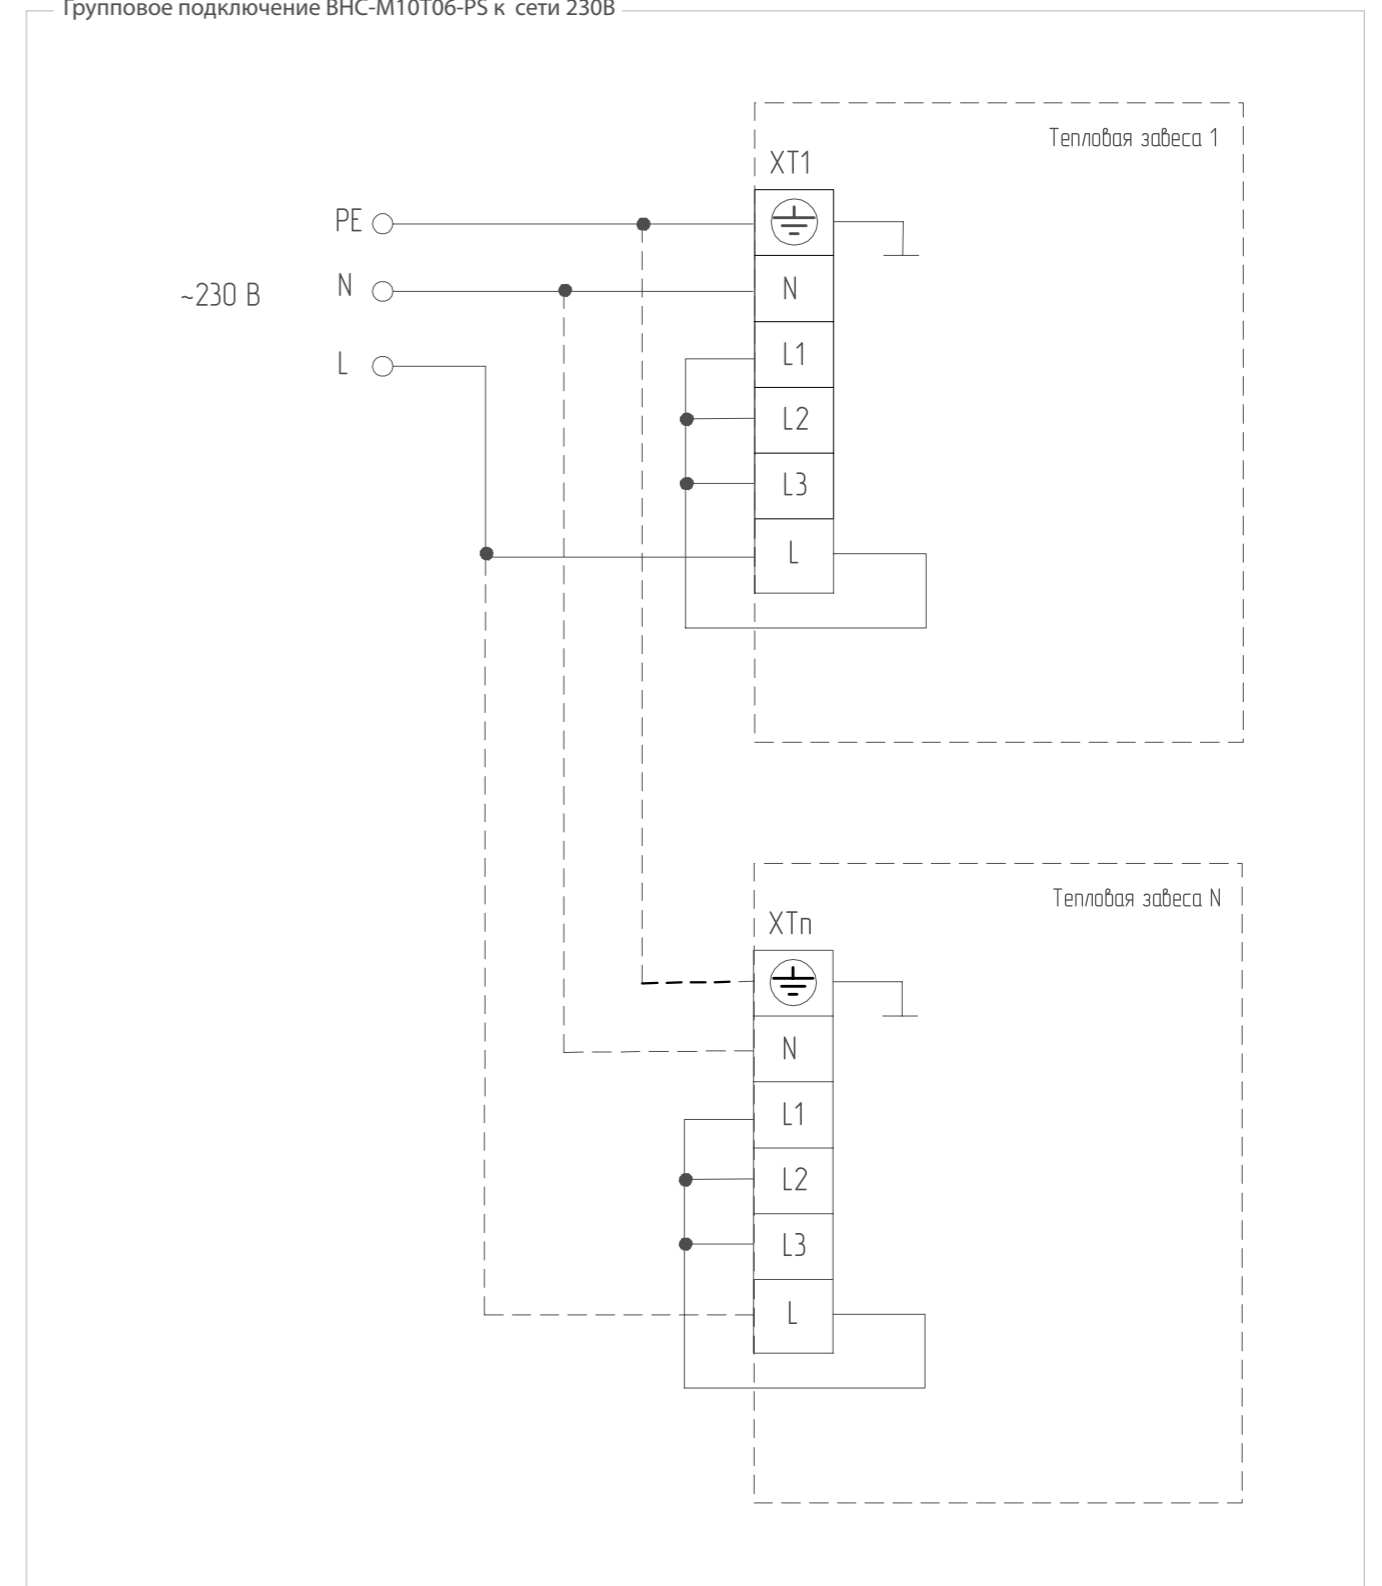 Групповое подключение BHC-M10T06-PS к сети 230В
Тепловая завеса 1
XT1
PE
N
~230 В
L
N
L1
L2
L3
L
Тепловая завеса N
XTn
N
L1
L2
L3
L